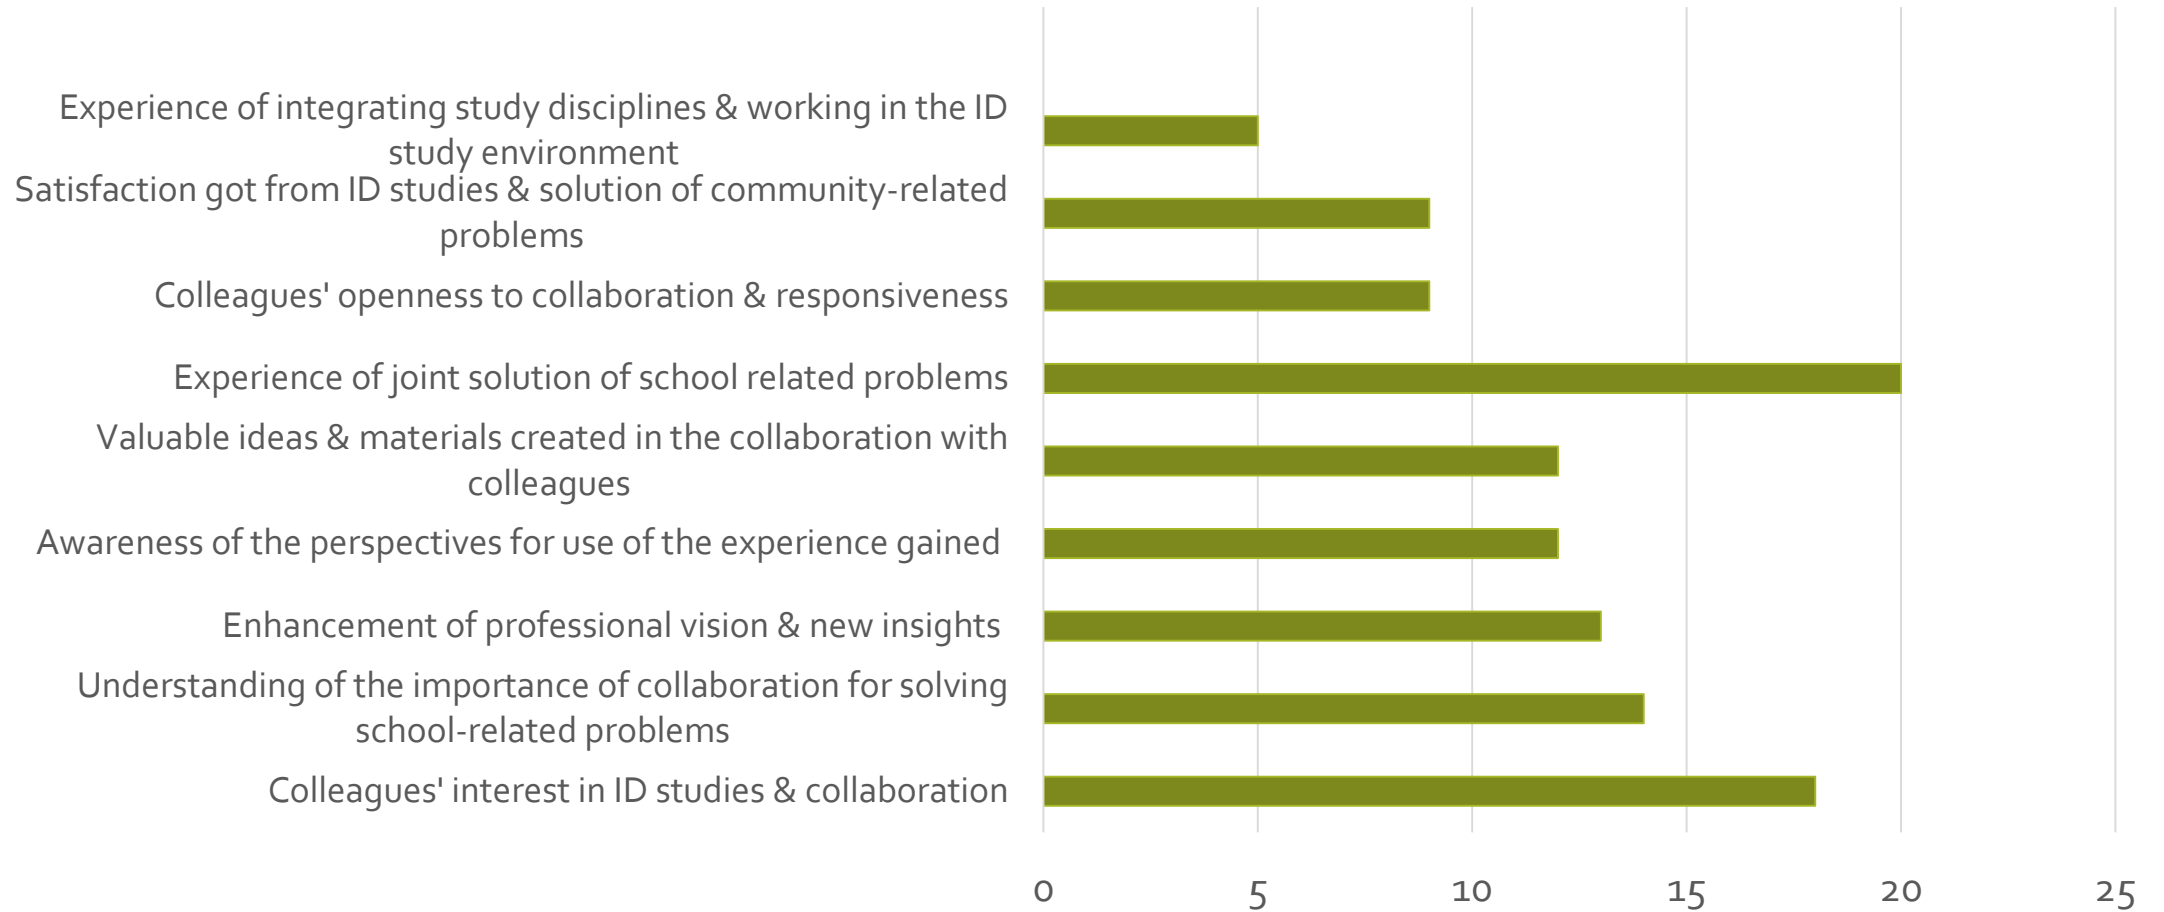 Experience of integrating study disciplines & working in the ID
study environment
Satisfaction got from ID studies & solution of community-related
problems
Colleagues' openness to collaboration & responsiveness
Experience of joint solution of school related problems
Valuable ideas & materials created in the collaboration with
colleagues
Awareness of the perspectives for use of the experience gained
Enhancement of professional vision & new insights
Understanding of the importance of collaboration for solving
school-related problems
Colleagues' interest in ID studies & collaboration
0 5 10 15 20 25